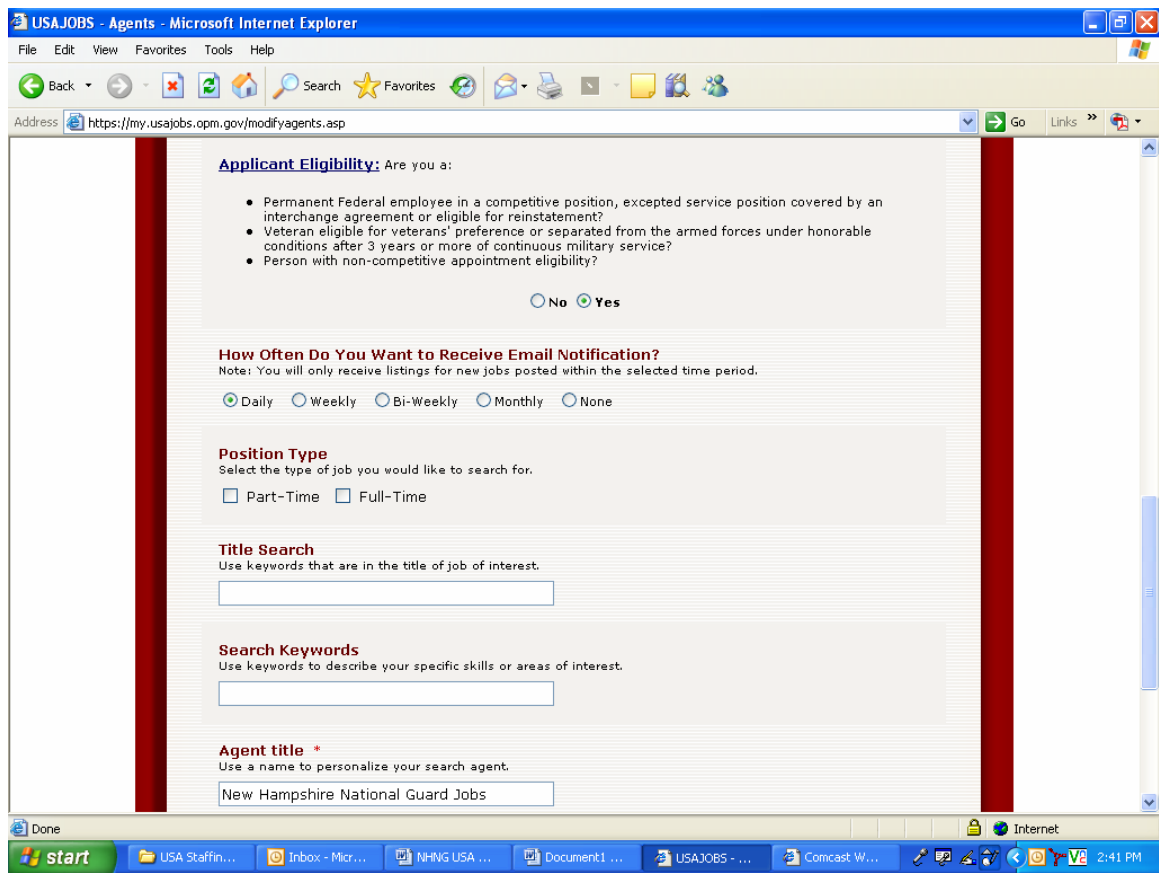 USAJOBS - Agents - Microsoft Internet Explorer
File Edit View Favorites Tools Help
Back Search Favorites
Address https://my.usajobs.opm.gov/modifyagents.asp Go Links »
Applicant Eligibility: Are you a:
• Permanent Federal employee in a competitive position, excepted service position covered by an
interchange agreement or eligible for reinstatement?
• Veteran eligible for veterans' preference or separated from the armed forces under honorable
conditions after 3 years or more of continuous military service?
• Person with non-competitive appointment eligibility?
No Yes
How Often Do You Want to Receive Email Notification?
Note: You will only receive listings for new jobs posted within the selected time period.
Daily Weekly Bi-Weekly Monthly None
Position Type
Select the type of job you would like to search for.
Part-Time Full-Time
Title Search
Use keywords that are in the title of job of interest.
Search Keywords
Use keywords to describe your specific skills or areas of interest.
Agent title *
Use a name to personalize your search agent.
New Hampshire National Guard Jobs
Done Internet
start USA Staffin... Inbox - Micr... NHNG USA ... Document1 ... USAJOBS - ... Comcast W... 2:41 PM